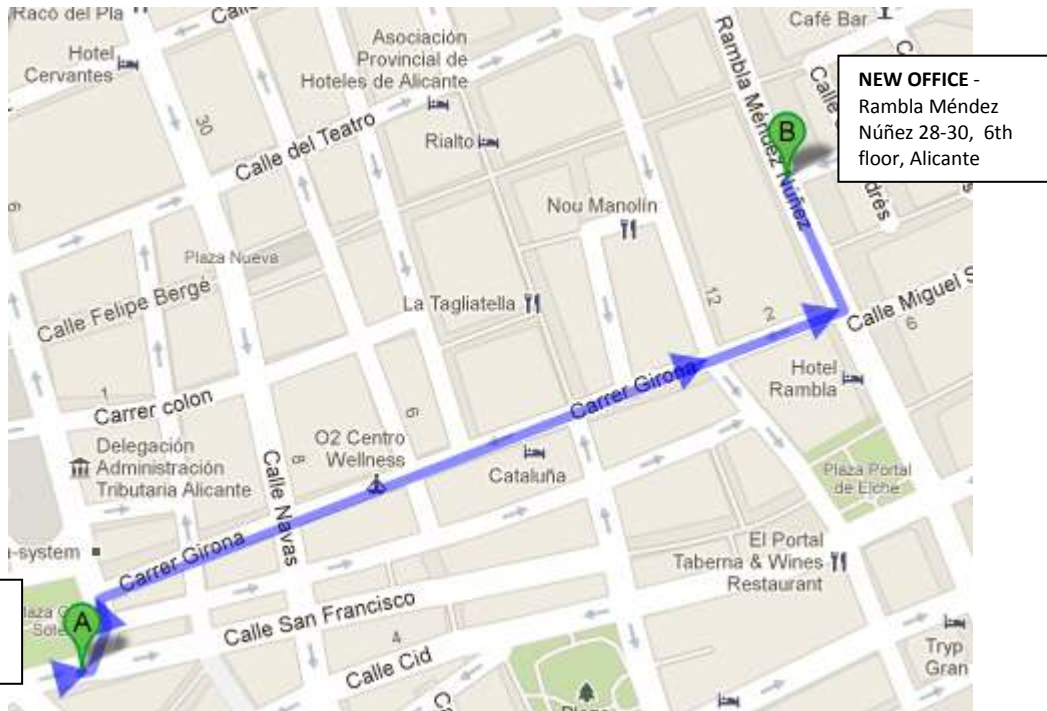 /Racó del Pla
Hotel
Cervantes
Asociación
Provincial de
Hoteles de Alicante
Café Bar
Rambla Méndez Núñez
B
NEW OFFICE -
Rambla Méndez
Núñez 28-30, 6th
floor, Alicante
30
Calle del Teatro
Rialto
Nou Manolín
Plaza Nueva
Calle Felipe Bergé
La Tagliatella
12
2
Calle Miguel S
6
1
Carrer colon
Carrer Girona
Hotel
Rambla
Delegación
Administración
Tributaria Alicante
O2 Centro
Wellness
6
8
Calle Navas
Cataluña
Plaza Portal
de Elche
-system
Carrer Girona
El Portal
Taberna & Wines
Restaurant
A
Calle San Francisco
4
Calle Cid
Tryp
Gran